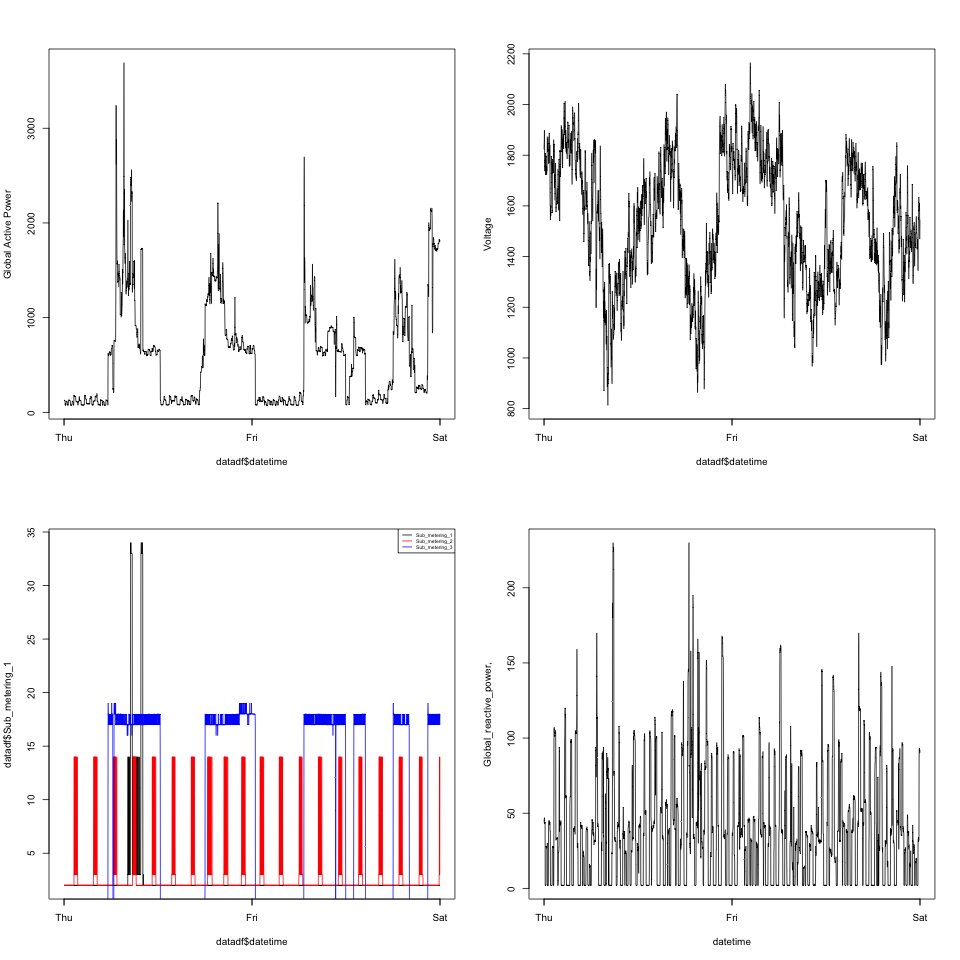 Global Active Power
3000
2000
1000
0
Thu Fri Sat
datadf$datetime
Voltage
2200
2000
1800
1600
1400
1200
1000
800
Thu Fri Sat
datadf$datetime
datadf$Sub_metering_1
35
30
25
20
15
10
5
Sub_metering_1
Sub_metering_2
Sub_metering_3
Thu Fri Sat
datadf$datetime
Global_reactive_power,
200
150
100
50
0
Thu Fri Sat
datetime